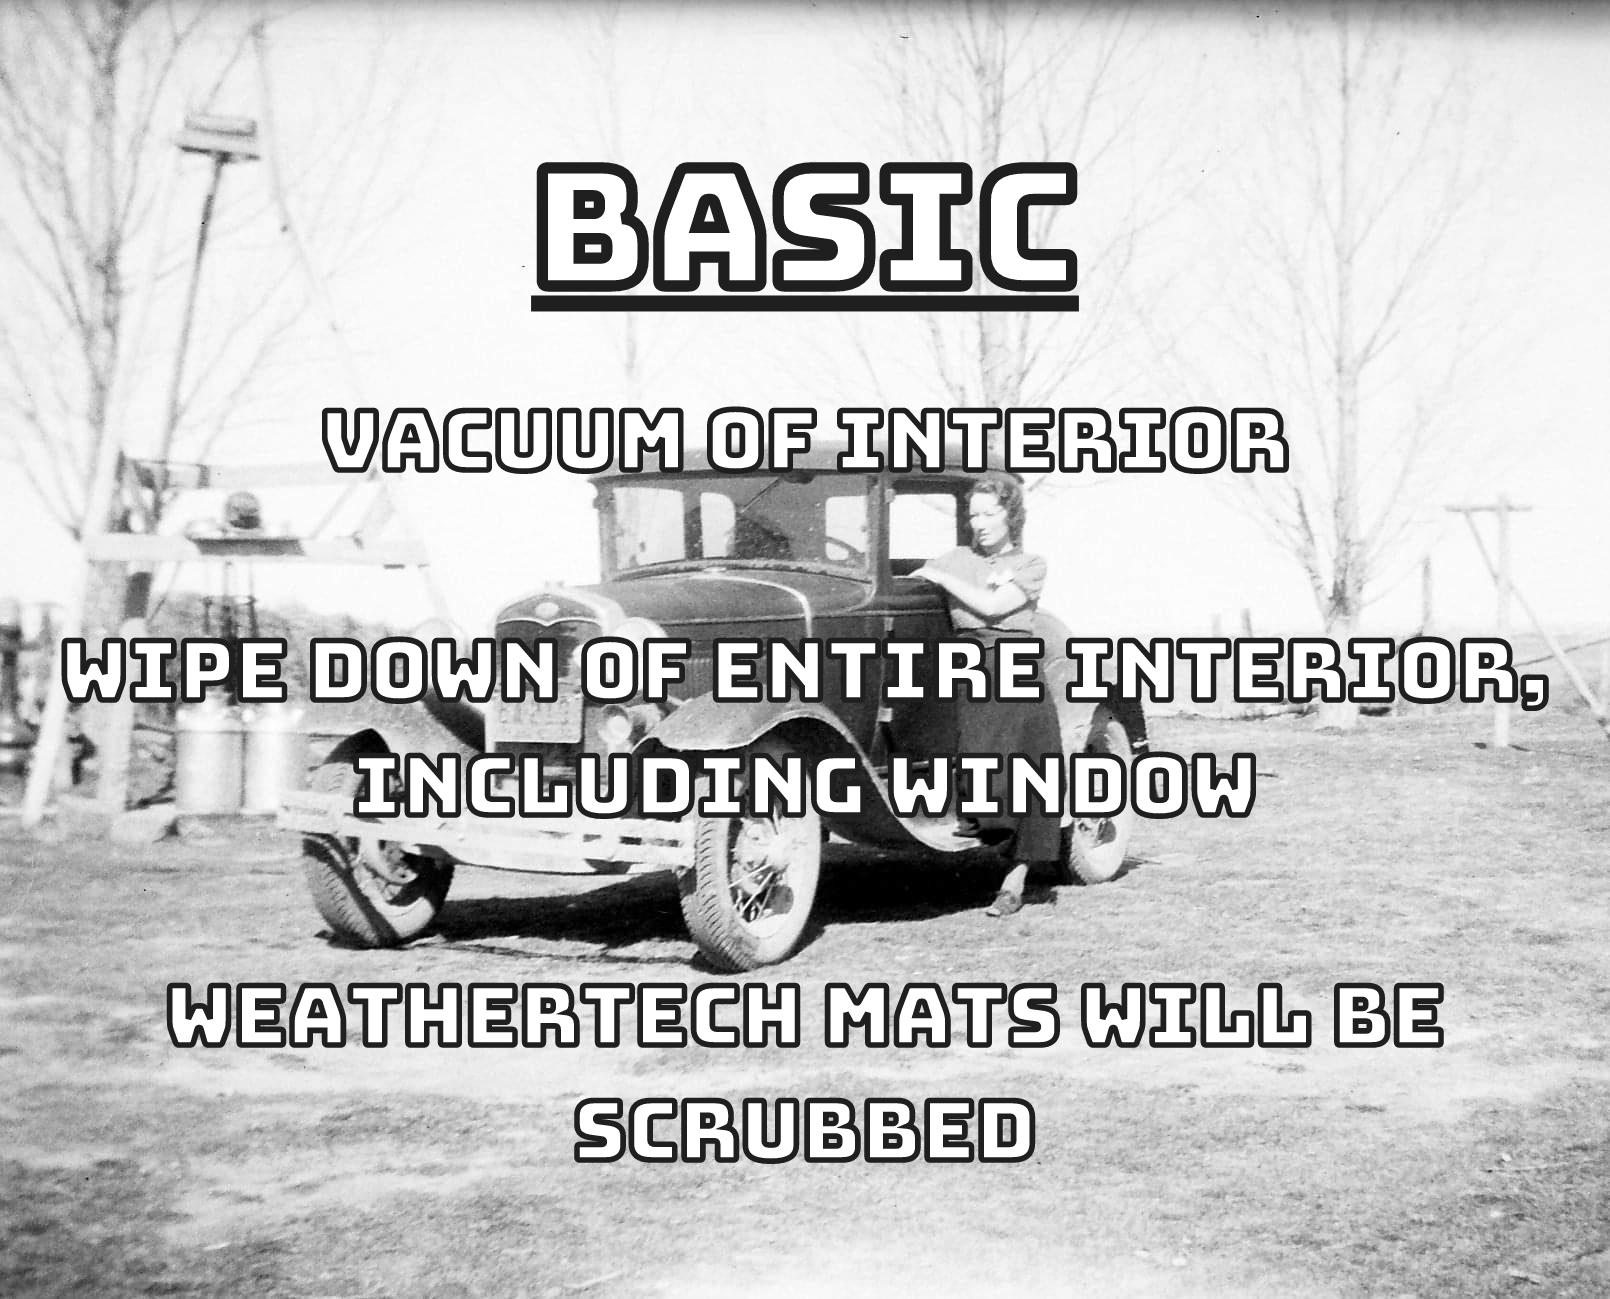 BASIC
VACUUM OF INTERIOR
WIPE DOWN OF ENTIRE INTERIOR,
INCLUDING WINDOW
WEATHERTECH MATS WILL BE
SCRUBBED